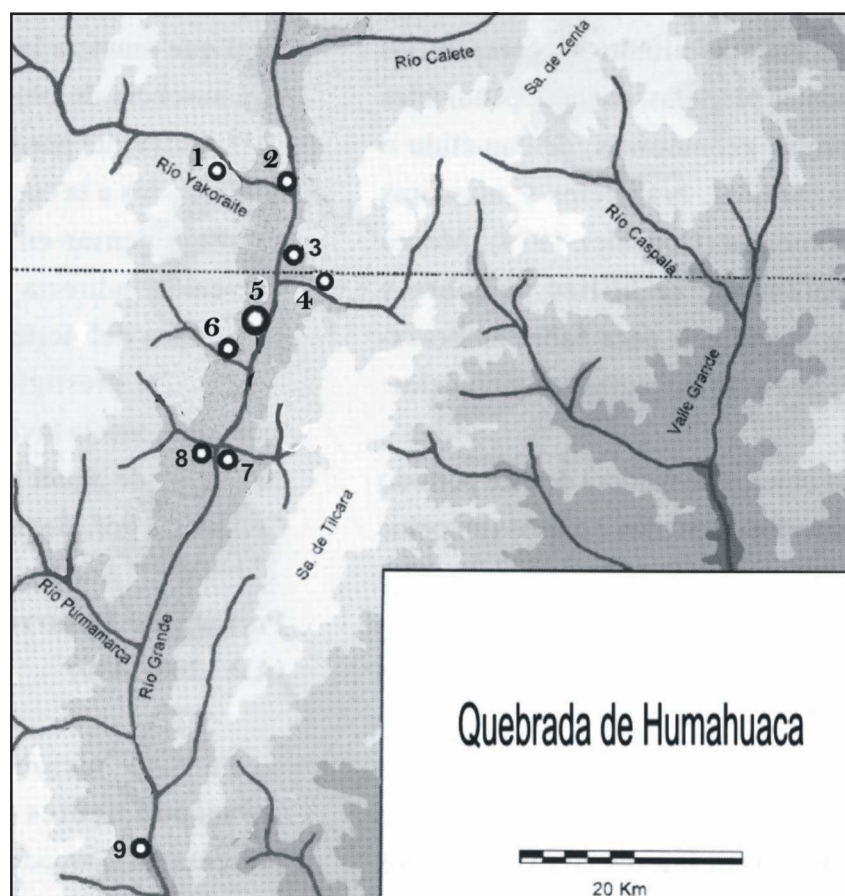 Río Calete
Sa. de Zenta
1
2
Río Yakoraite
Río Caspalá
3
4
5
6
Valle Grande
8
7
Sa. de Tilcara
Río Purmamarca
Río Grande
Quebrada de Humahuaca
9
20 Km